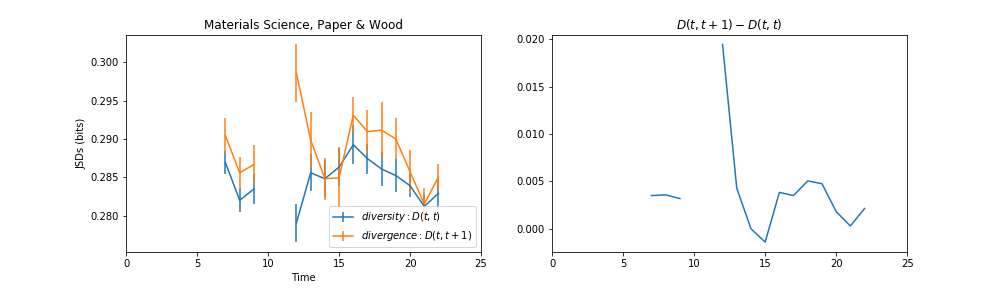 Materials Science, Paper & Wood
JSDs (bits)
0.300
0.295
0.290
0.285
0.280
0 5 10 15 20 25
Time
diversity: D(t, t)
divergence: D(t, t+1)
D(t, t+1) − D(t, t)
0.020
0.015
0.010
0.005
0.000
0 5 10 15 20 25